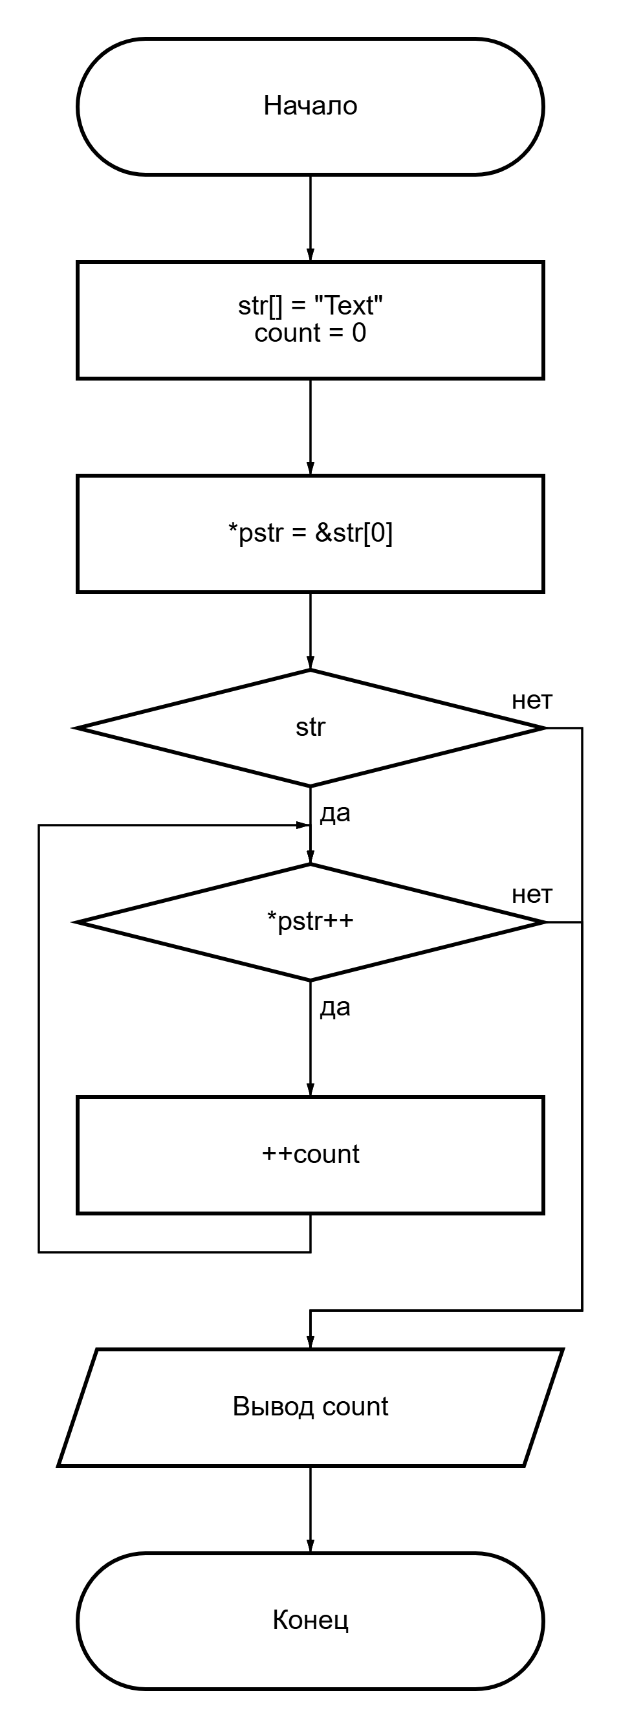 Начало
str[] = "Text"
count = 0
*pstr = &str[0]
нет
str
да
нет
*pstr++
да
++count
Вывод count
Конец